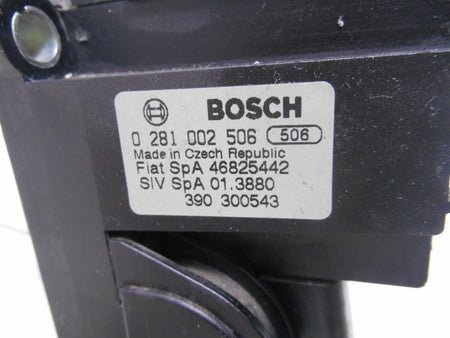 BOSCH
0 281 002 506 506
Made in Czech Republic
Fiat SpA 46825442
SIV SpA 01.3880
390 300543